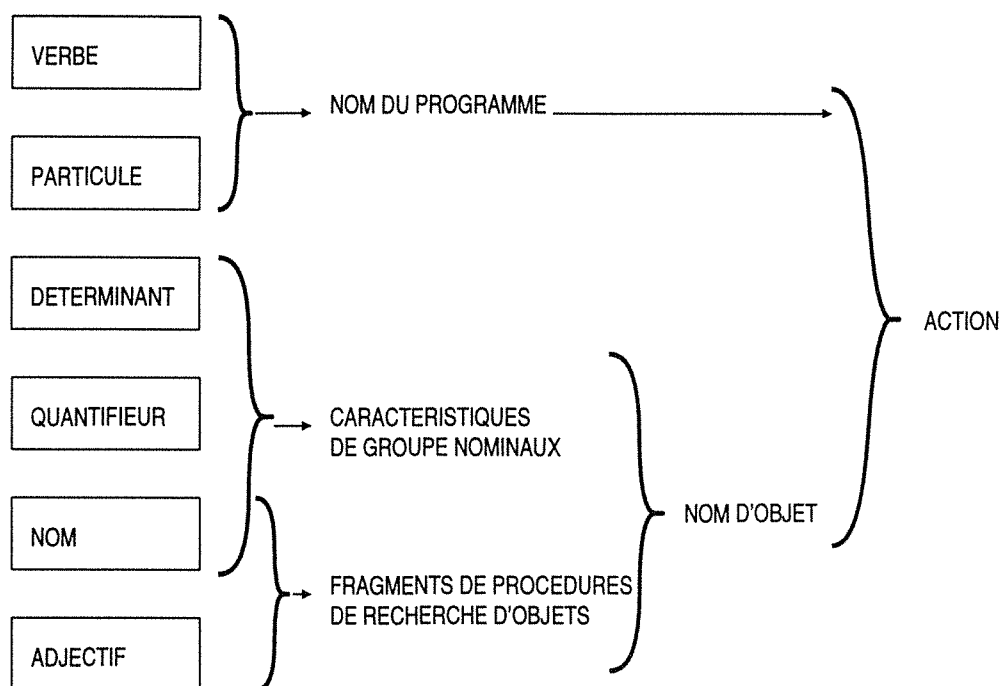 VERBE
NOM DU PROGRAMME
PARTICULE
DETERMINANT
ACTION
QUANTIFIEUR
CARACTERISTIQUES
DE GROUPE NOMINAUX
NOM D'OBJET
NOM
FRAGMENTS DE PROCEDURES
DE RECHERCHE D'OBJETS
ADJECTIF